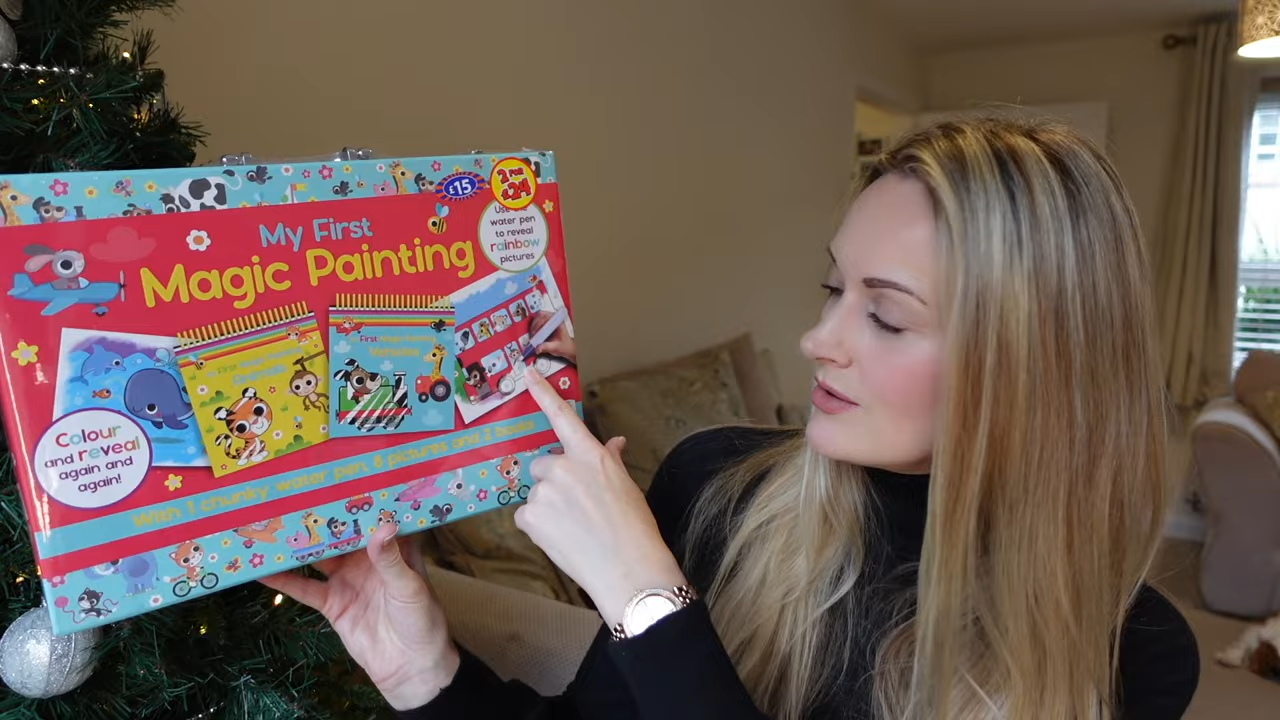 £15
2 FOR
£24
My First
Magic Painting
water pen
to reveal
rainbow
pictures
Colour
and reveal
again and
again!
With 1 chunky water pen, 6 pictures and 2 books